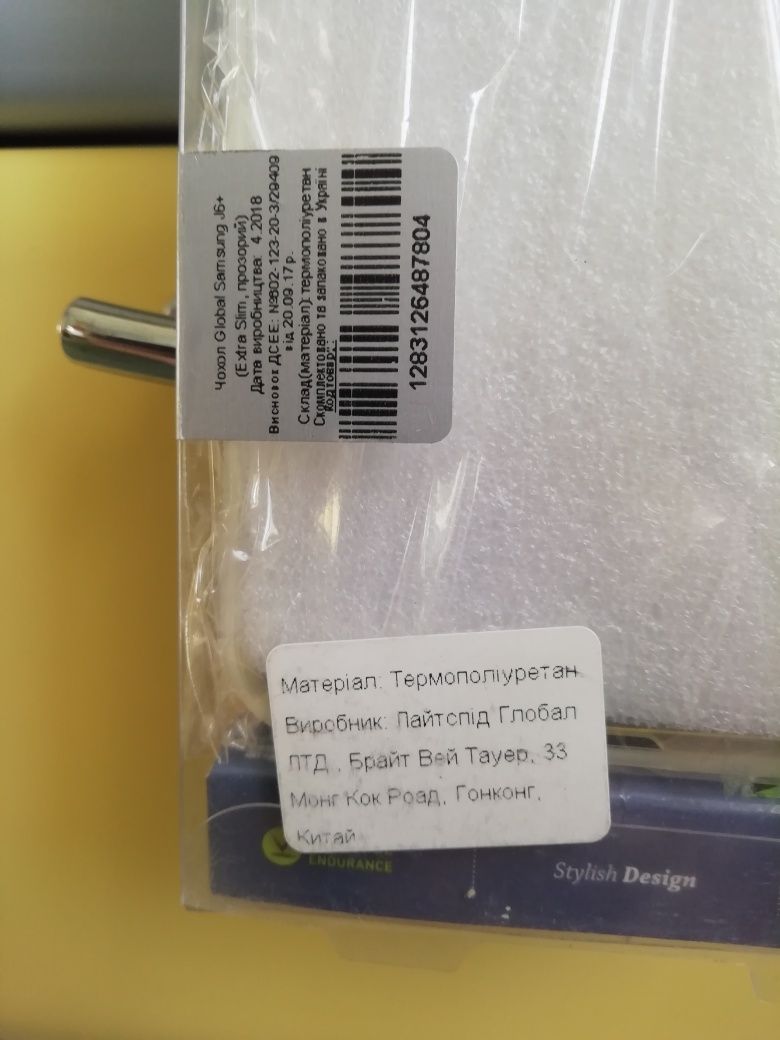 Чохол Global Samsung J6+
(Extra Slim, прозорий)
Дата виробництва: 4.2018
Висновок ДСЕЕ: №602-123-20-3/29409
від 20.09.17р.
Склад(матеріал): термополіуретан
Скомплектовано та запаковано в Україні
Код товару:
1283126487804
Матеріал: Термополіуретан
Виробник: Лайтспід Глобал
ЛТД , Брайт Вей Тауер, 33
Монг Кок Роад, Гонконг,
Китай
ENDURANCE
Stylish Design